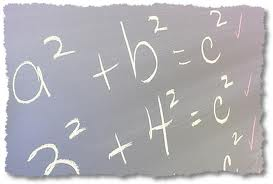 a² + b² = c²
3² + 4² = c²